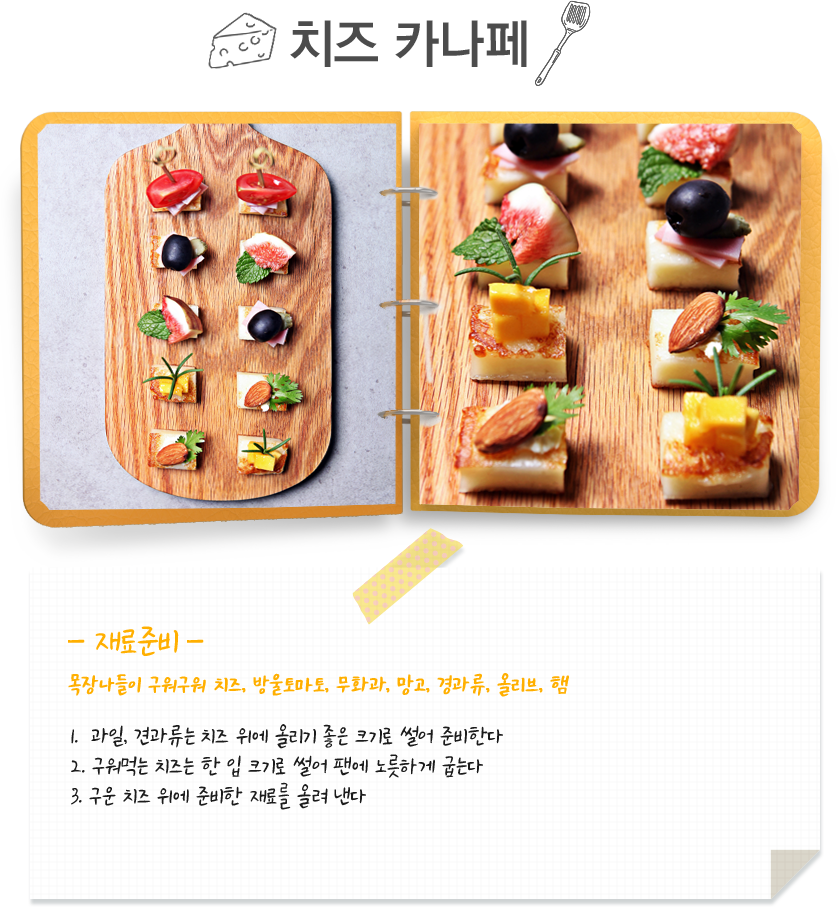 치즈 카나페
- 재료준비 -
목장나들이 구워구워 치즈, 방울토마토, 무화과, 망고, 경과류, 올리브, 햄
1. 과일, 견과류는 치즈 위에 올리기 좋은 크기로 썰어 준비한다
2. 구워먹는 치즈는 한 입 크기로 썰어 팬에 노릇하게 굽는다
3. 구운 치즈 위에 준비한 재료를 올려 낸다